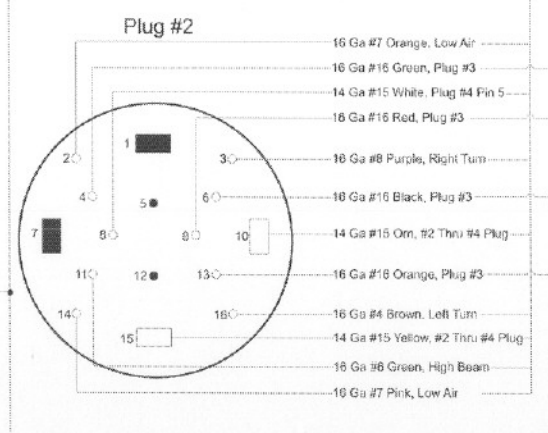 Plug #2
16 Ga #7 Orange, Low Air
16 Ga #16 Green, Plug #3
14 Ga #15 White, Plug #4 Pin 5
16 Ga #16 Red, Plug #3
1
2
3
16 Ga #8 Purple, Right Turn
4
5
6
16 Ga #16 Black, Plug #3
7
8
9
10
14 Ga #15 Orn, #2 Thru #4 Plug
11
12
13
16 Ga #16 Orange, Plug #3
14
16
16 Ga #4 Brown, Left Turn
15
14 Ga #15 Yellow, #2 Thru #4 Plug
16 Ga #6 Green, High Beam
16 Ga #7 Pink, Low Air